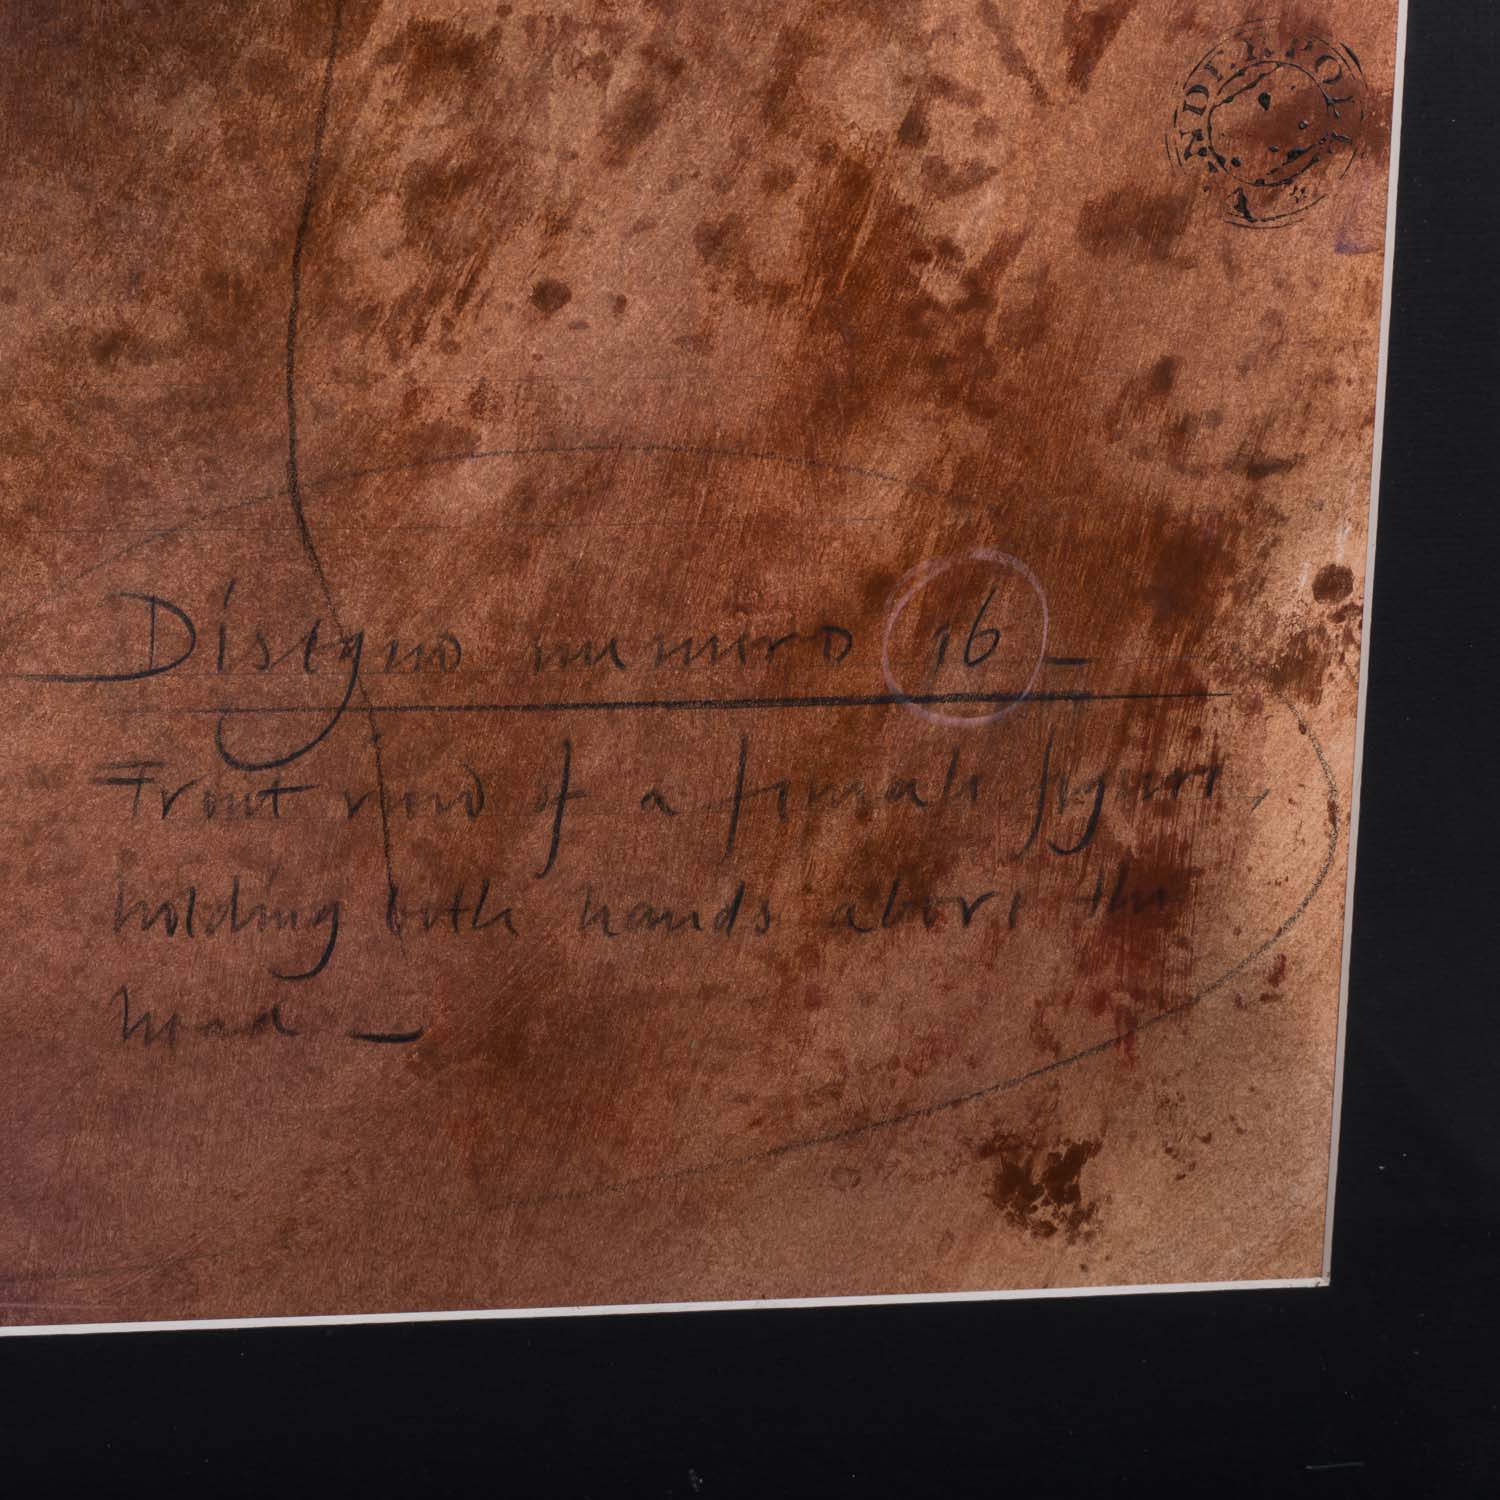 Disegno numero 16 –
Front view of a female figure,
holding both hands above the
head –